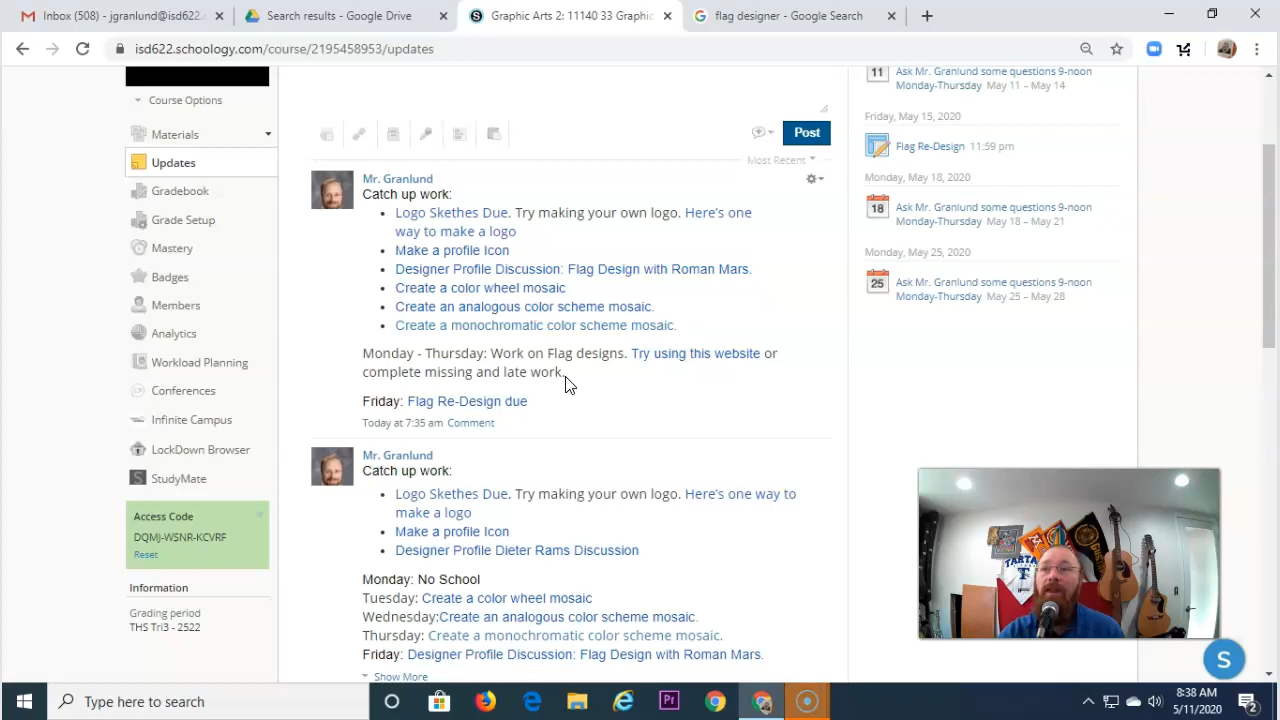 Inbox (508) - jgranlund@isd622.
Search results - Google Drive
Graphic Arts 2: 11140 33 Graphic
flag designer - Google Search
isd622.schoology.com/course/2195458953/updates
Course Options
Materials
Updates
Gradebook
Grade Setup
Mastery
Badges
Members
Analytics
Workload Planning
Conferences
Infinite Campus
LockDown Browser
StudyMate
Access Code
DQMJ-WSNR-KCVRF
Reset
Information
Grading period
THS Tri3 - 2522
Post
Most Recent
Mr. Granlund
Catch up work:
Logo Skethes Due. Try making your own logo. Here's one
way to make a logo
Make a profile Icon
Designer Profile Discussion: Flag Design with Roman Mars.
Create a color wheel mosaic
Create an analogous color scheme mosaic.
Create a monochromatic color scheme mosaic.
Monday - Thursday: Work on Flag designs. Try using this website or
complete missing and late work.
Friday: Flag Re-Design due
Today at 7:35 am Comment
Mr. Granlund
Catch up work:
Logo Skethes Due. Try making your own logo. Here's one way to
make a logo
Make a profile Icon
Designer Profile Dieter Rams Discussion
Monday: No School
Tuesday: Create a color wheel mosaic
Wednesday:Create an analogous color scheme mosaic.
Thursday: Create a monochromatic color scheme mosaic.
Friday: Designer Profile Discussion: Flag Design with Roman Mars.
Show More
11
Ask Mr. Granlund some questions 9-noon
Monday-Thursday May 11 – May 14
Friday, May 15, 2020
Flag Re-Design 11:59 pm
Monday, May 18, 2020
18
Ask Mr. Granlund some questions 9-noon
Monday-Thursday May 18 – May 21
Monday, May 25, 2020
25
Ask Mr. Granlund some questions 9-noon
Monday-Thursday May 25 – May 28
TARTA
T
S
Type here to search
Pr
8:38 AM
5/11/2020
2